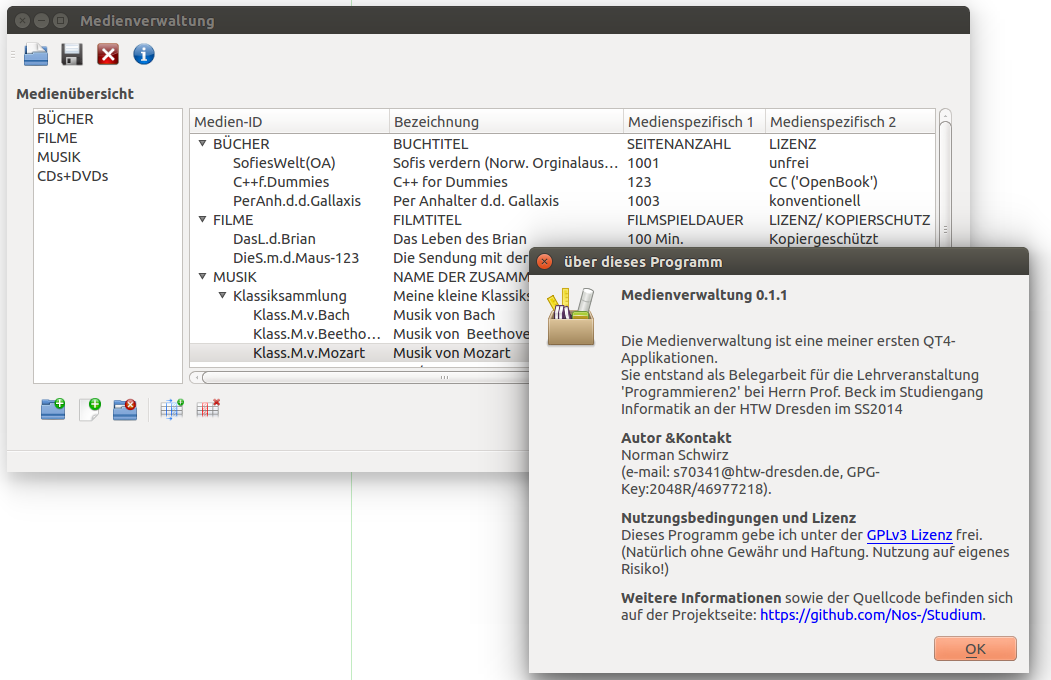 Medienverwaltung
Medienübersicht
BÜCHER
FILME
MUSIK
CDs+DVDs
Medien-ID Bezeichnung Medienspezifisch 1 Medienspezifisch 2
BÜCHER BUCHTITEL SEITENANZAHL LIZENZ
SofiesWelt(OA) Sofis verdern (Norw. Orginalaus... 1001 unfrei
C++f.Dummies C++ for Dummies 123 CC ('OpenBook')
PerAnh.d.d.Gallaxis Per Anhalter d.d. Gallaxis 1003 konventionell
FILME FILMTITEL FILMSPIELDAUER LIZENZ/ KOPIERSCHUTZ
DasL.d.Brian Das Leben des Brian 100 Min. Kopiergeschützt
DieS.m.d.Maus-123 Die Sendung mit der
MUSIK NAME DER ZUSAMM
Klassiksammlung Meine kleine Klassiks
Klass.M.v.Bach Musik von Bach
Klass.M.v.Beetho... Musik von Beethove
Klass.M.v.Mozart Musik von Mozart
über dieses Programm
Medienverwaltung 0.1.1
Die Medienverwaltung ist eine meiner ersten QT4-
Applikationen.
Sie entstand als Belegarbeit für die Lehrveranstaltung
'Programmieren2' bei Herrn Prof. Beck im Studiengang
Informatik an der HTW Dresden im SS2014
Autor &Kontakt
Norman Schwirz
(e-mail: s70341@htw-dresden.de, GPG-
Key:2048R/46977218).
Nutzungsbedingungen und Lizenz
Dieses Programm gebe ich unter der GPLv3 Lizenz frei.
(Natürlich ohne Gewähr und Haftung. Nutzung auf eigenes
Risiko!)
Weitere Informationen sowie der Quellcode befinden sich
auf der Projektseite: https://github.com/Nos-/Studium.
OK